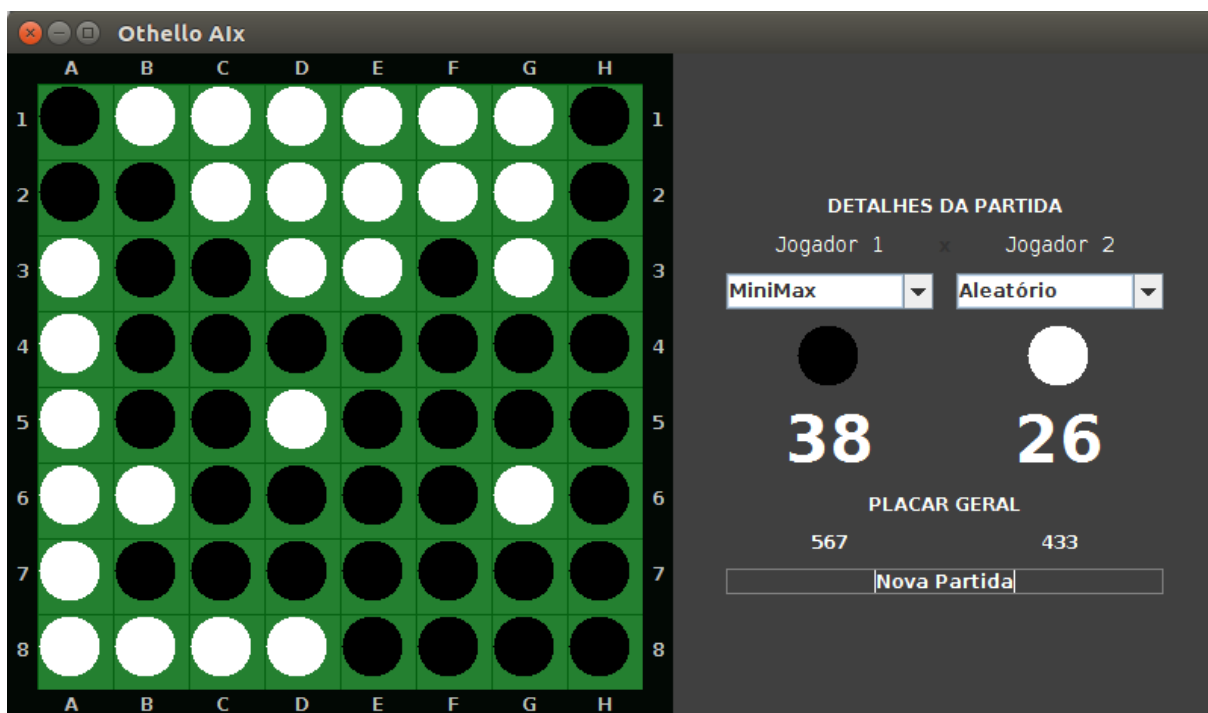 Othello AIx
A B C D E F G H
1 1
2 2
3 3
4 4
5 5
6 6
7 7
8 8
A B C D E F G H
DETALHES DA PARTIDA
Jogador 1 x Jogador 2
MiniMax Aleatório
38 26
PLACAR GERAL
567 433
Nova Partida